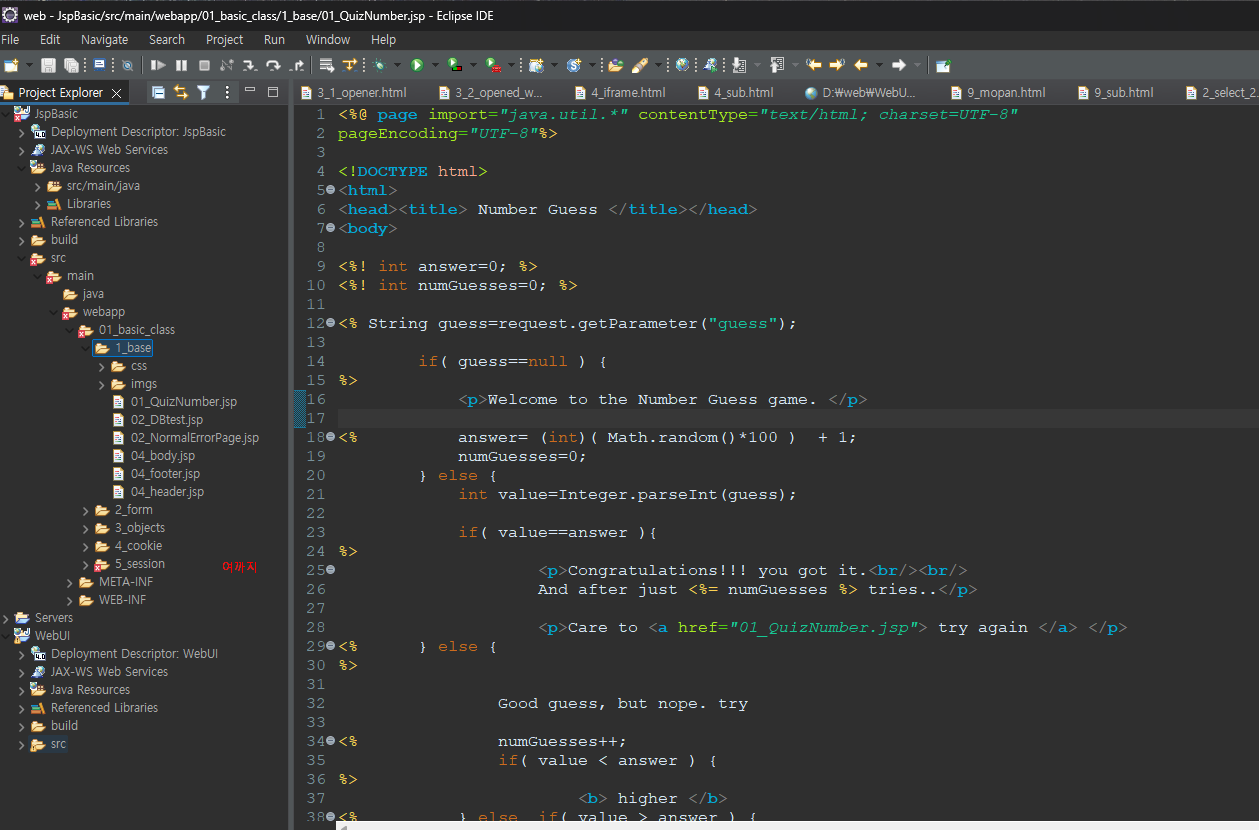 web - JspBasic/src/main/webapp/01_basic_class/1_base/01_QuizNumber.jsp - Eclipse IDE
File Edit Navigate Search Project Run Window Help
Project Explorer
3_1_opener.html 3_2_opened_w... 4_iframe.html 4_sub.html D:₩web₩WebU... 9_mopan.html 9_sub.html 2_select_2.
JspBasic
Deployment Descriptor: JspBasic
JAX-WS Web Services
Java Resources
src/main/java
Libraries
Referenced Libraries
build
src
main
java
webapp
01_basic_class
1_base
css
imgs
01_QuizNumber.jsp
02_DBtest.jsp
02_NormalErrorPage.jsp
04_body.jsp
04_footer.jsp
04_header.jsp
2_form
3_objects
4_cookie
5_session 여까지
META-INF
WEB-INF
Servers
WebUI
Deployment Descriptor: WebUI
JAX-WS Web Services
Java Resources
Referenced Libraries
build
src
1 <%@ page import="java.util.*" contentType="text/html; charset=UTF-8"
2 pageEncoding="UTF-8"%>
3
4 <!DOCTYPE html>
5 <html>
6 <head><title> Number Guess </title></head>
7 <body>
8
9 <%! int answer=0; %>
10 <%! int numGuesses=0; %>
11
12 <% String guess=request.getParameter("guess");
13
14 if( guess==null ) {
15 %>
16 <p>Welcome to the Number Guess game. </p>
17
18 <% answer= (int)( Math.random()*100 ) + 1;
19 numGuesses=0;
20 } else {
21 int value=Integer.parseInt(guess);
22
23 if( value==answer ){
24 %>
25 <p>Congratulations!!! you got it.<br/><br/>
26 And after just <%= numGuesses %> tries..</p>
27
28 <p>Care to <a href="01_QuizNumber.jsp"> try again </a> </p>
29 <% } else {
30 %>
31
32 Good guess, but nope. try
33
34 <% numGuesses++;
35 if( value < answer ) {
36 %>
37 <b> higher </b>
38 <% } else if( value > answer ) {